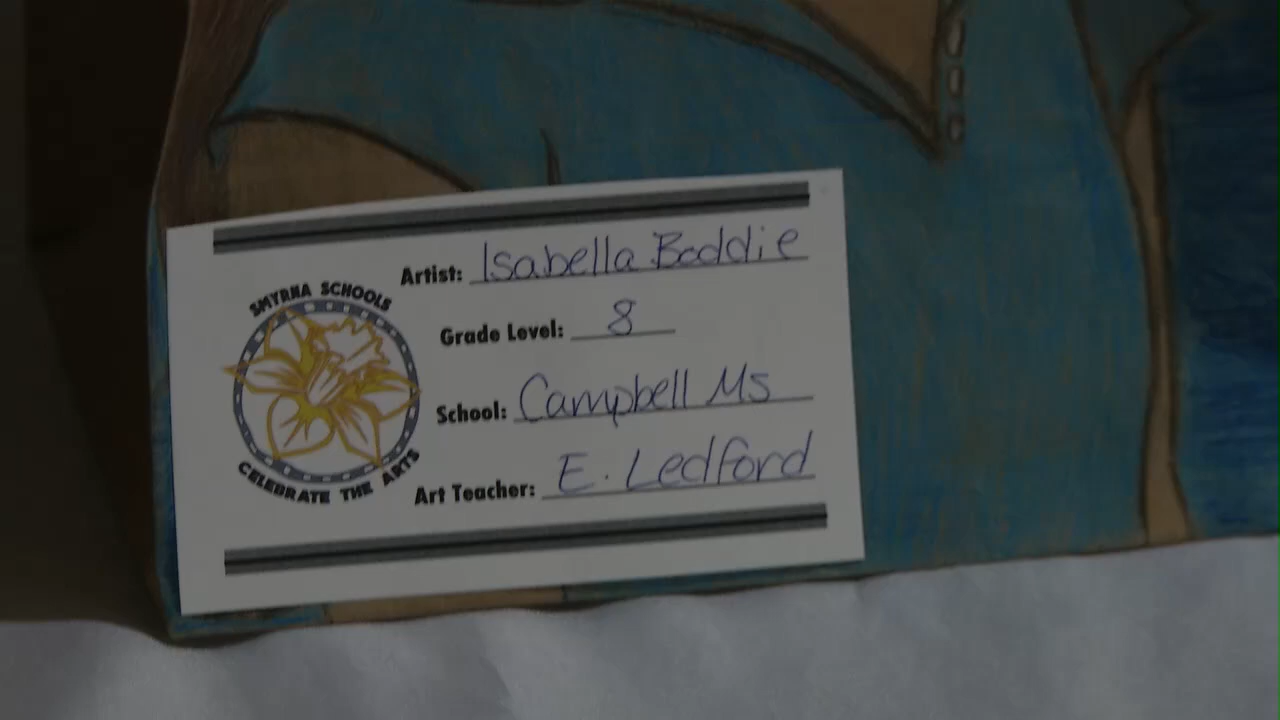 Artist: Isabella Boddie
SMYRNA SCHOOLS
CELEBRATE THE ARTS
Grade Level: 8
School: Campbell Ms
Art Teacher: E. Ledford